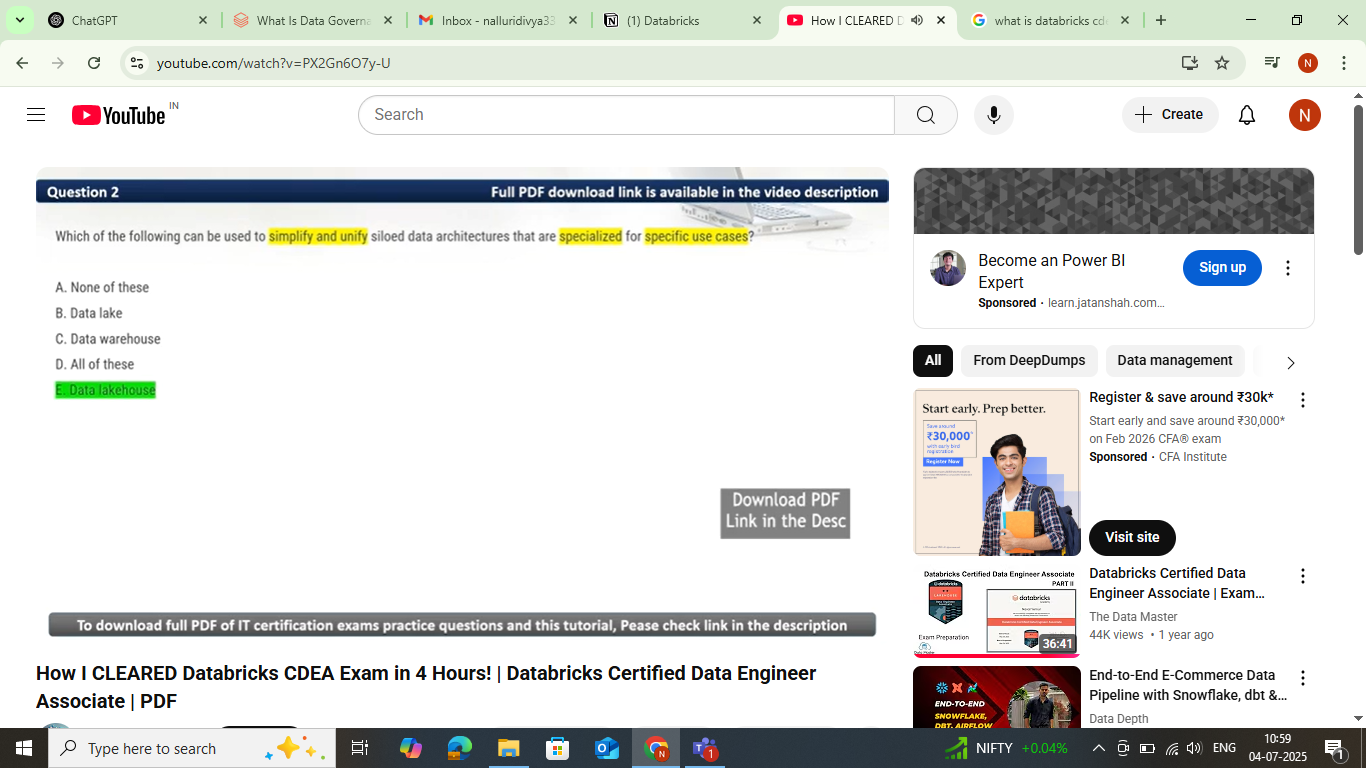 ChatGPT
What Is Data Governa
Inbox - nalluridivya33
(1) Databricks
How I CLEARED D
what is databricks cde
youtube.com/watch?v=PX2Gn6O7y-U
N
YouTube IN
Search
Create
N
Question 2
Full PDF download link is available in the video description
Which of the following can be used to simplify and unify siloed data architectures that are specialized for specific use cases?
A. None of these
B. Data lake
C. Data warehouse
D. All of these
E. Data lakehouse
Download PDF
Link in the Desc
To download full PDF of IT certification exams practice questions and this tutorial, Pease check link in the description
How I CLEARED Databricks CDEA Exam in 4 Hours! | Databricks Certified Data Engineer
Associate | PDF
Become an Power BI
Expert
Sponsored · learn.jatanshah.com...
Sign up
All
From DeepDumps
Data management
Start early. Prep better.
Save around
₹30,000*
with early bird
registration
Register Now
Register & save around ₹30k*
Start early and save around ₹30,000*
on Feb 2026 CFA® exam
Sponsored · CFA Institute
Visit site
Databricks Certified Data Engineer Associate
PART II
databricks
Exam Preparation
36:41
Databricks Certified Data
Engineer Associate | Exam...
The Data Master
44K views • 1 year ago
END-TO-END
SNOWFLAKE,
DBT, AIRFLOW
End-to-End E-Commerce Data
Pipeline with Snowflake, dbt &...
Data Depth
Type here to search
N
1
NIFTY +0.04%
ENG
10:59
04-07-2025
1